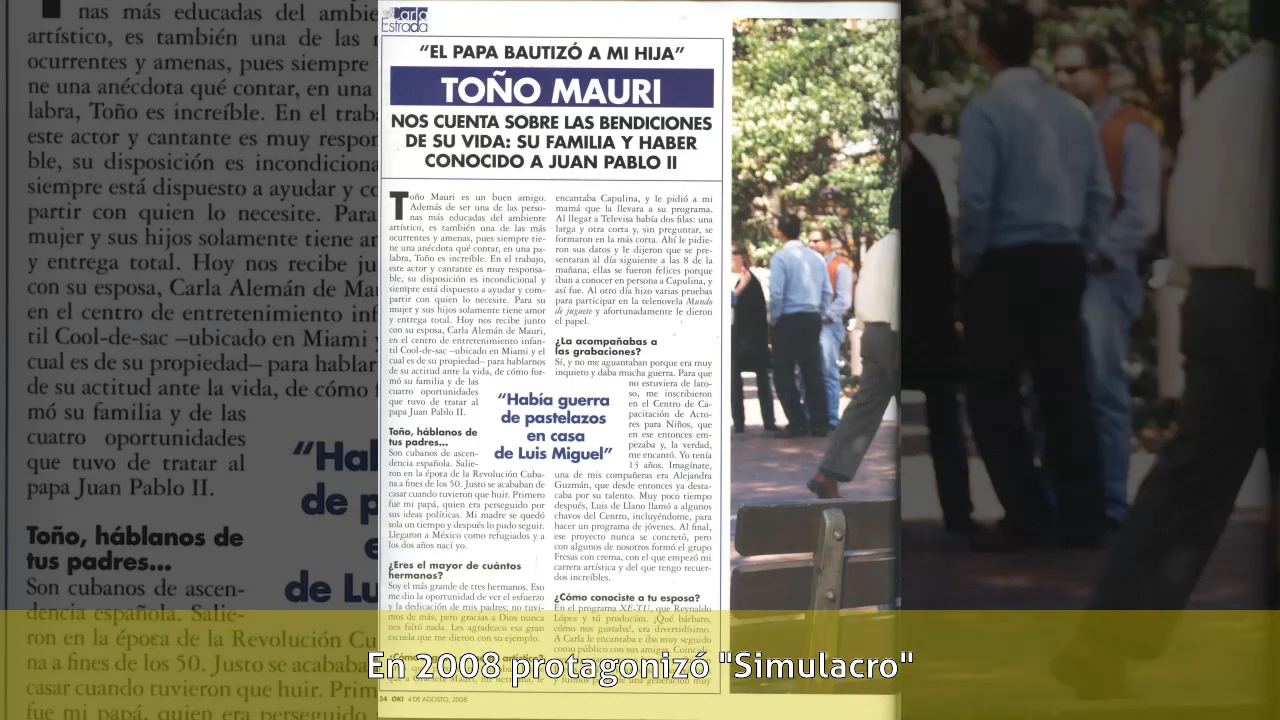 Carla
Estrada
“EL PAPA BAUTIZÓ A MI HIJA”
TOÑO MAURI
NOS CUENTA SOBRE LAS BENDICIONES
DE SU VIDA: SU FAMILIA Y HABER
CONOCIDO A JUAN PABLO II
Toño Mauri es un buen amigo.
Además de ser una de las perso-
nas más educadas del ambiente
artístico, es también una de las más
ocurrentes y amenas, pues siempre tie-
ne una anécdota qué contar, en una pa-
labra, Toño es increíble. En el trabajo,
este actor y cantante es muy responsa-
ble, su disposición es incondicional y
siempre está dispuesto a ayudar y com-
partir con quien lo necesite. Para su
mujer y sus hijos solamente tiene amor
y entrega total. Hoy nos recibe junto
con su esposa, Carla Alemán de Mauri,
en el centro de entretenimiento infan-
til Cool-de-sac –ubicado en Miami y el
cual es de su propiedad– para hablarnos
de su actitud ante la vida, de cómo for-
mó su familia y de las
cuatro oportunidades
que tuvo de tratar al
papa Juan Pablo II.
Toño, háblanos de
tus padres...
Son cubanos de ascen-
dencia española. Salie-
ron en la época de la Revolución Cuba-
na a fines de los 50. Justo se acababan de
casar cuando tuvieron que huir. Primero
fue mi papá, quien era perseguido por
sus ideas políticas. Mi madre se quedó
sola un tiempo y después lo pudo seguir.
Llegaron a México como refugiados y a
los dos años nací yo.
¿Eres el mayor de cuántos
hermanos?
Soy el más grande de tres hermanos. Eso
me dio la oportunidad de ver el esfuerzo
y la dedicación de mis padres; no tuvi-
mos de más, pero gracias a Dios nunca
nos faltó nada. Les agradezco esa gran
escuela que me dieron con su ejemplo.
“Había guerra
de pastelazos
en casa
de Luis Miguel”
encantaba Capulina, y le pidió a mi
mamá que la llevara a su programa.
Al llegar a Televisa había dos filas: una
larga y otra corta y, sin preguntar, se
formaron en la más corta. Ahí le pidie-
ron sus datos y le dijeron que se pre-
sentaran al día siguiente a las 8 de la
mañana; ellas se fueron felices porque
iban a conocer en persona a Capulina, y
así fue. Al otro día hizo varias pruebas
para participar en la telenovela Mundo
de juguete y afortunadamente le dieron
el papel.
¿La acompañabas a
las grabaciones?
Sí, y no me aguantaban porque era muy
inquieto y daba mucha guerra. Para que
no estuviera de lato-
so, me inscribieron
en el Centro de Ca-
pacitación de Acto-
res para Niños, que
en ese entonces em-
pezaba y, la verdad,
me encantó. Yo tenía
13 años. Imagínate,
una de mis compañeras era Alejandra
Guzmán, que desde entonces ya desta-
caba por su talento. Muy poco tiempo
después, Luis de Llano llamó a algunos
chavos del Centro, incluyéndome, para
hacer un programa de jóvenes. Al final,
ese proyecto nunca se concretó, pero
con algunos de nosotros formó el grupo
Fresas con crema, con el que empezó mi
carrera artística y del que tengo recuer-
dos increíbles.
¿Cómo conociste a tu esposa?
En el programa XE-TU, que Reynaldo
López y tú producían. ¡Qué bárbaro,
cómo nos gustaba!, era divertidísimo.
A Carla le encantaba e iba muy seguido
como público con sus amigas.
34 OK! 4 DE AGOSTO, 2008
En 2008 protagonizó "Simulacro"